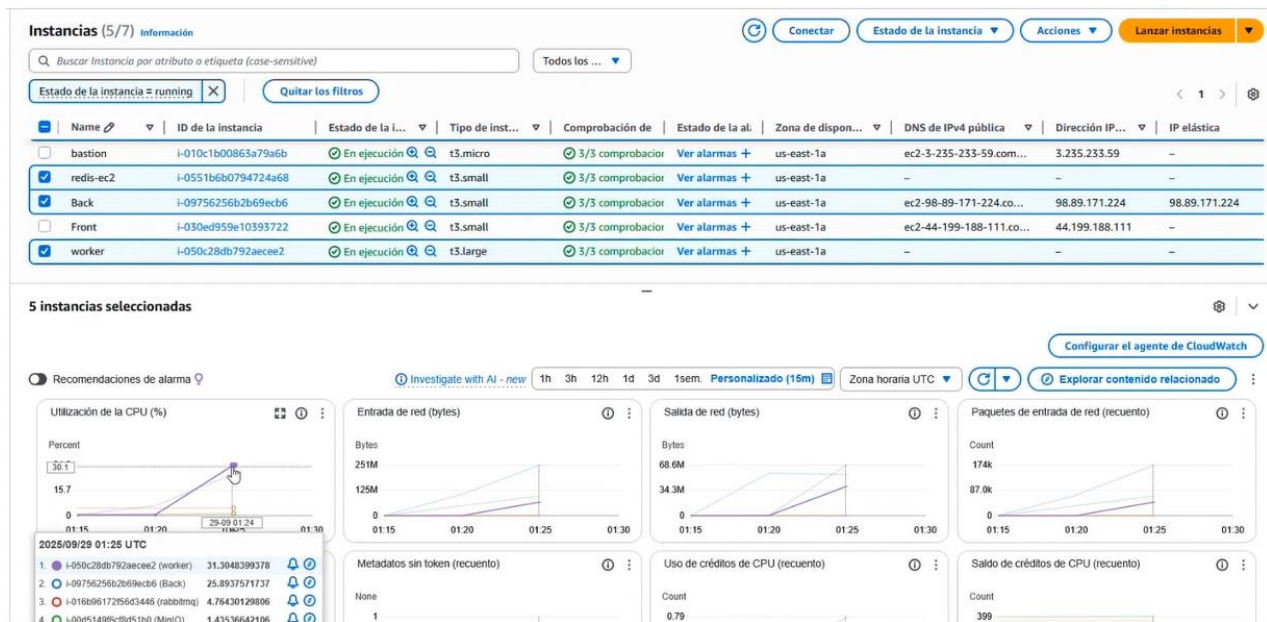 Instancias (5/7) Información
Conectar Estado de la instancia Acciones Lanzar instancias
Buscar Instancia por atributo o etiqueta (case-sensitive) Todos los ...
Estado de la instancia = running Quitar los filtros
1
Name ID de la instancia Estado de la i... Tipo de inst... Comprobación de Estado de la al Zona de dispon... DNS de IPv4 pública Dirección IP... IP elástica
bastion i-010c1b00863a79a6b En ejecución t3.micro 3/3 comprobacior Ver alarmas + us-east-1a ec2-3-235-233-59.com... 3.235.233.59 –
redis-ec2 i-0551b6b0794724a68 En ejecución t3.small 3/3 comprobacior Ver alarmas + us-east-1a – – –
Back i-09756256b2b69ecb6 En ejecución t3.small 3/3 comprobacior Ver alarmas + us-east-1a ec2-98-89-171-224.co... 98.89.171.224 98.89.171.224
Front i-030ed959e10393722 En ejecución t3.small 3/3 comprobacior Ver alarmas + us-east-1a ec2-44-199-188-111.co... 44.199.188.111 –
worker i-050c28db792aecee2 En ejecución t3.large 3/3 comprobacior Ver alarmas + us-east-1a – – –
5 instancias seleccionadas
Configurar el agente de CloudWatch
Recomendaciones de alarma Investigate with AI - new 1h 3h 12h 1d 3d 1sem. Personalizado (15m) Zona horaria UTC Explorar contenido relacionado
Utilización de la CPU (%) Entrada de red (bytes) Salida de red (bytes) Paquetes de entrada de red (recuento)
Percent Bytes Bytes Count
30.1 251M 68.6M 174k
15.7 125M 34.3M 87.0k
0 0 0 0
29-09 01:24
01:15 01:20 01:30 01:15 01:20 01:25 01:30 01:15 01:20 01:25 01:30 01:15 01:20 01:25 01:30
2025/09/29 01:25 UTC
1. i-050c28db792aecee2 (worker) 31.3048399378
2. i-09756256b2b69ecb6 (Back) 25.8937571737
3. i-016b96172f56d3446 (rabbitmq) 4.76430129806
4. i-00d5149f6cf8d51b0 (MinIO) 1.43536642106
Metadatos sin token (recuento) Uso de créditos de CPU (recuento) Saldo de créditos de CPU (recuento)
None Count Count
1 0.79 399